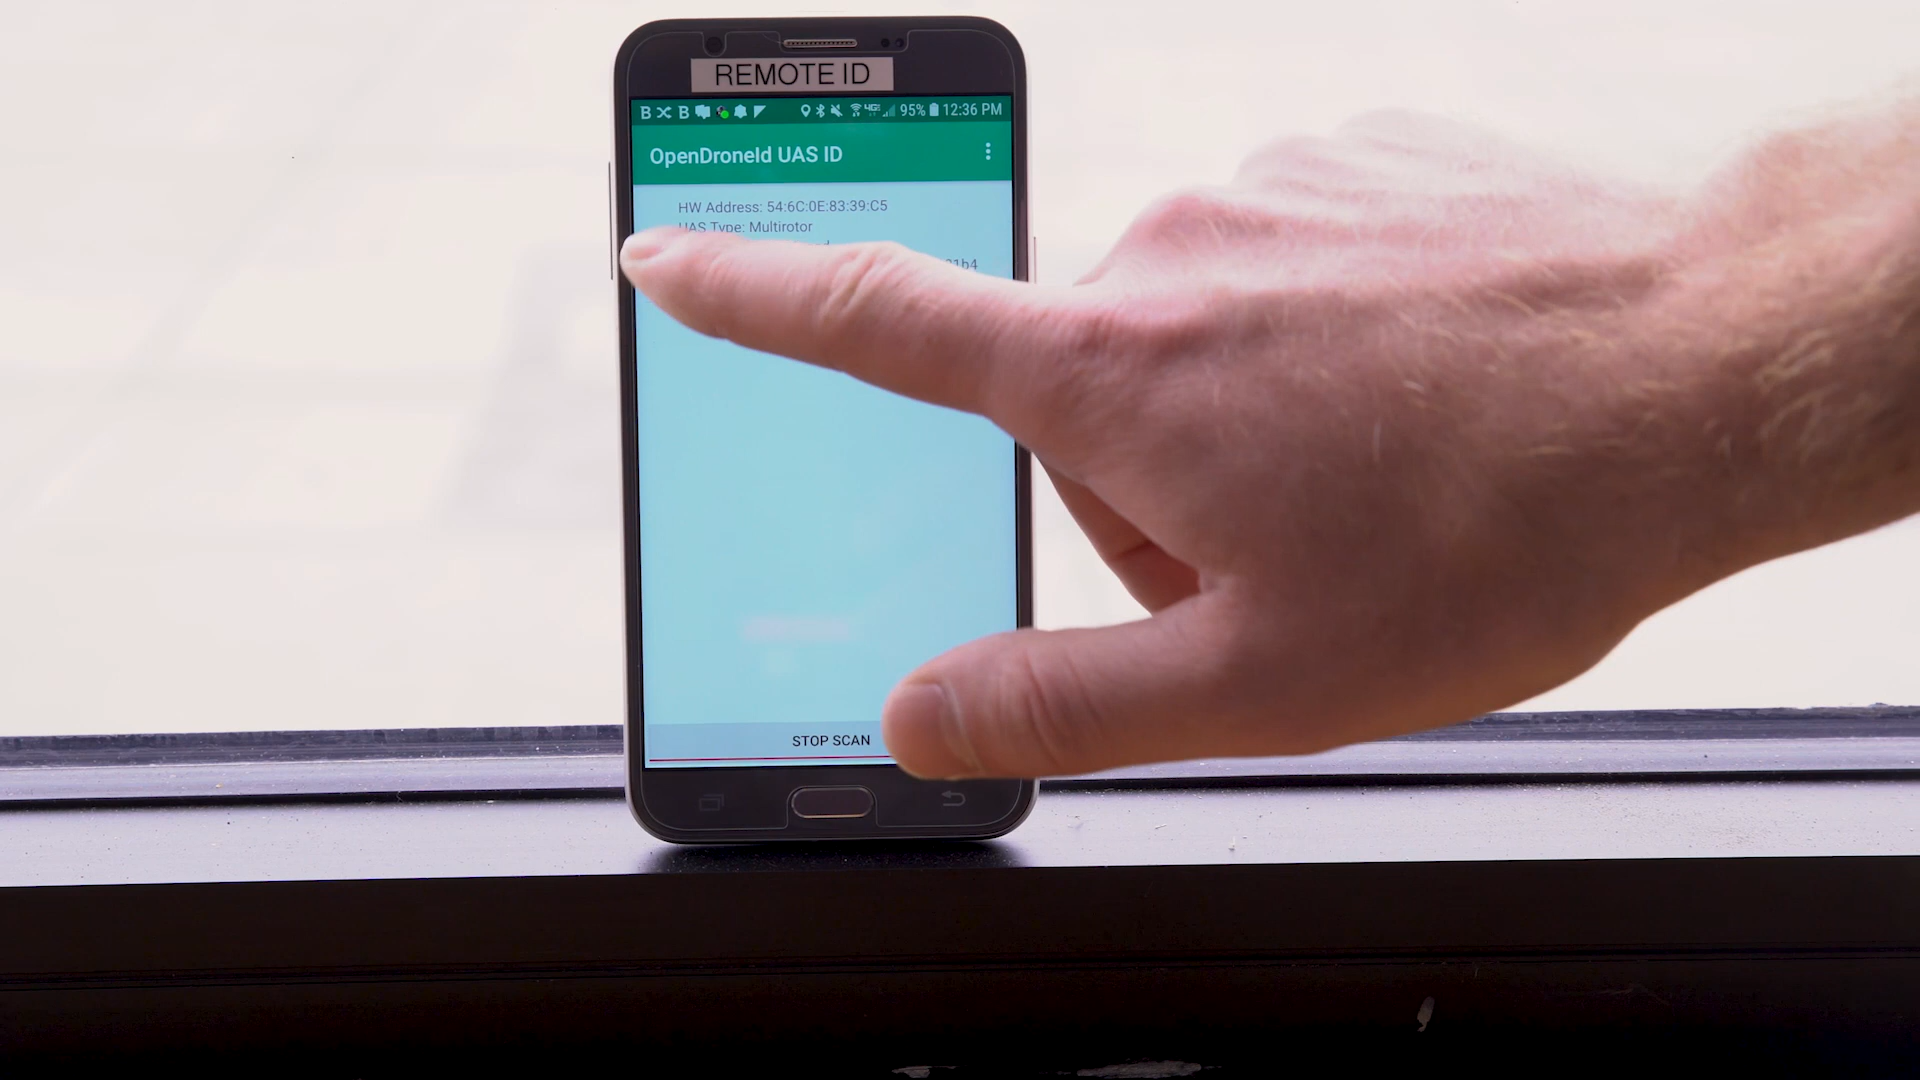 REMOTE ID
B B 4G 95% 12:36 PM
OpenDroneId UAS ID
HW Address: 54:6C:0E:83:39:C5
UAS Type: Multirotor
STOP SCAN